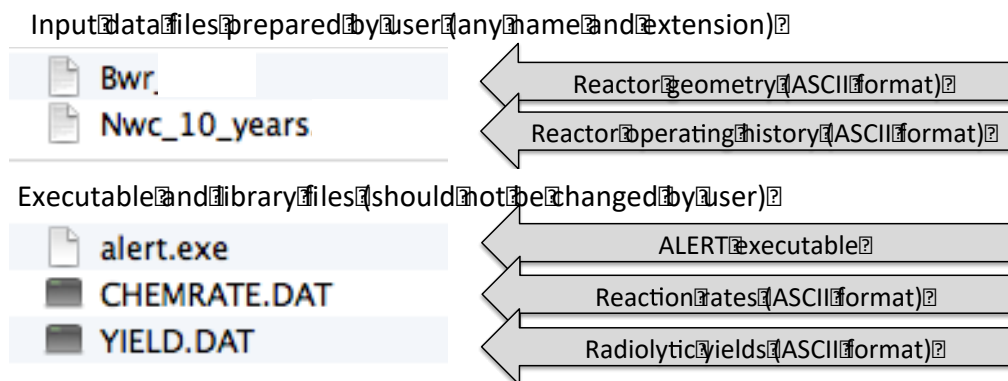 Input data files prepared by user (any name and extension)
Bwr_
Reactor geometry (ASCII format)
Nwc_10_years
Reactor operating history (ASCII format)
Executable and library files (should not be changed by user)
alert.exe
ALERT executable
CHEMRATE.DAT
Reaction rates (ASCII format)
YIELD.DAT
Radiolytic yields (ASCII format)